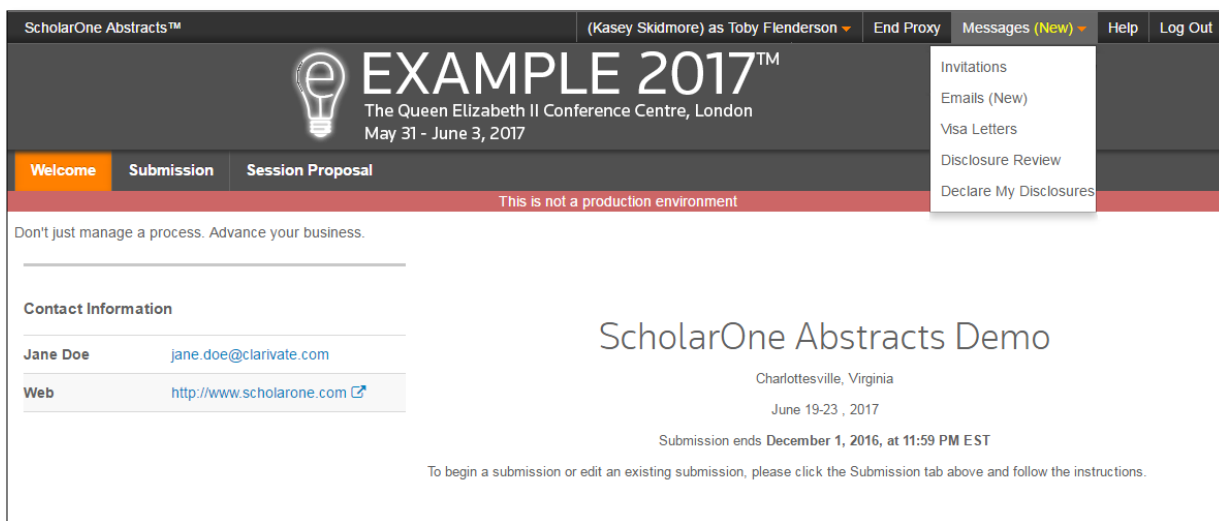 ScholarOne Abstracts™ (Kasey Skidmore) as Toby Flenderson End Proxy Messages (New) Help Log Out
EXAMPLE 2017™
The Queen Elizabeth II Conference Centre, London
May 31 - June 3, 2017
Invitations
Emails (New)
Visa Letters
Disclosure Review
Declare My Disclosures
Welcome Submission Session Proposal
This is not a production environment
Don't just manage a process. Advance your business.
Contact Information
Jane Doe jane.doe@clarivate.com
Web http://www.scholarone.com
ScholarOne Abstracts Demo
Charlottesville, Virginia
June 19-23 , 2017
Submission ends December 1, 2016, at 11:59 PM EST
To begin a submission or edit an existing submission, please click the Submission tab above and follow the instructions.